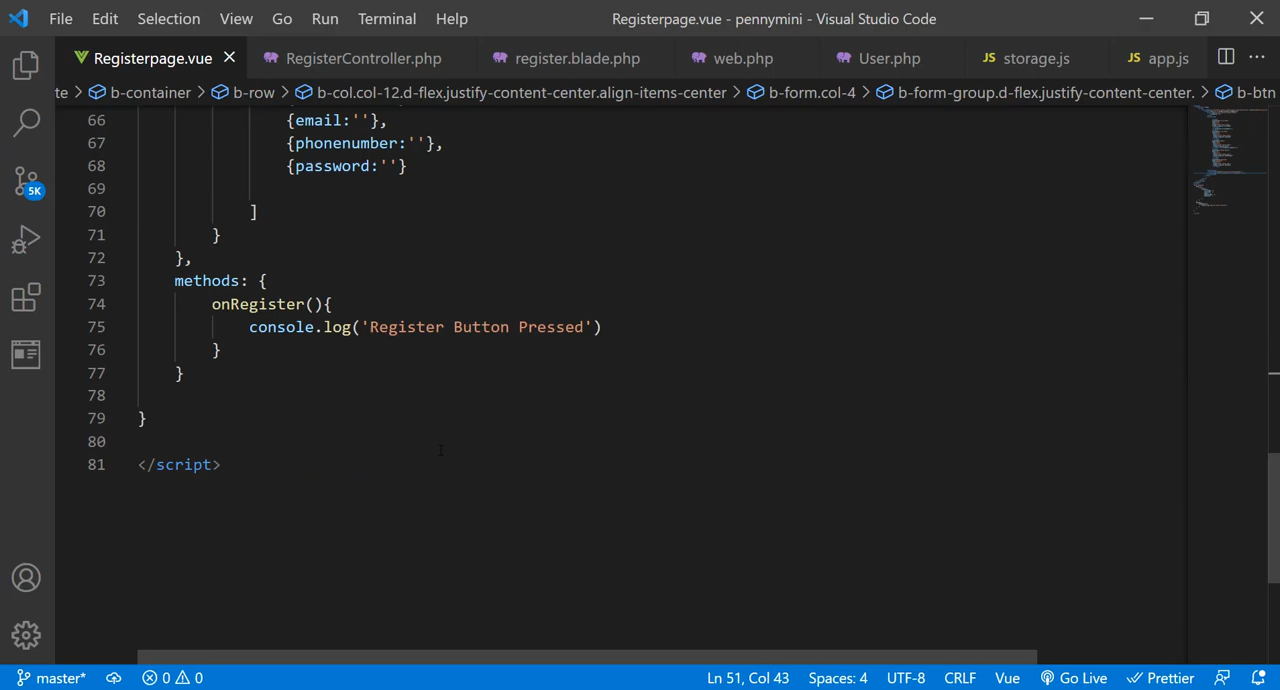 File Edit Selection View Go Run Terminal Help Registerpage.vue - pennymini - Visual Studio Code
Registerpage.vue RegisterController.php register.blade.php web.php User.php JS storage.js JS app.js
te > b-container > b-row > b-col.col-12.d-flex.justify-content-center.align-items-center > b-form.col-4 > b-form-group.d-flex.justify-content-center. > b-btn
66 {email:''},
67 {phonenumber:''},
68 {password:''}
69
70 ]
71 }
72 },
73 methods: {
74 onRegister(){
75 console.log('Register Button Pressed')
76 }
77 }
78
79 }
80
81 </script>
5K
master* 0 0 Ln 51, Col 43 Spaces: 4 UTF-8 CRLF Vue Go Live Prettier